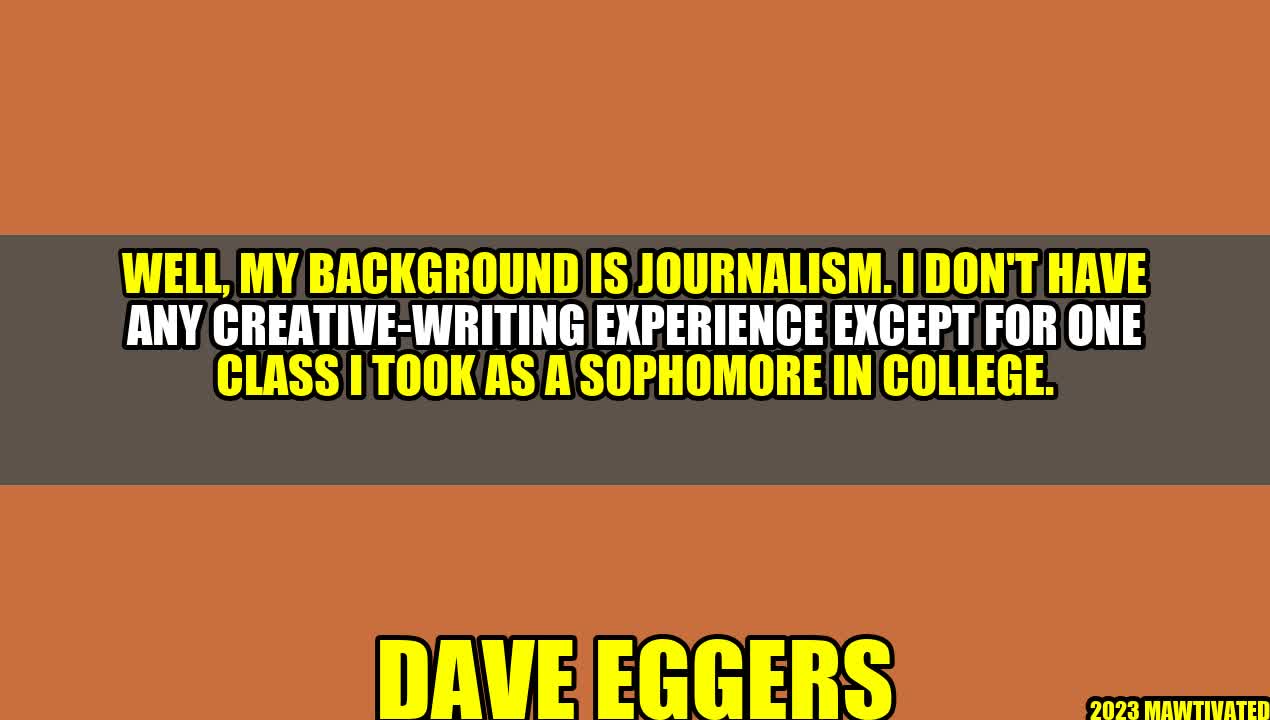 WELL, MY BACKGROUND IS JOURNALISM. I DON'T HAVE
ANY CREATIVE-WRITING EXPERIENCE EXCEPT FOR ONE
CLASS I TOOK AS A SOPHOMORE IN COLLEGE.
DAVE EGGERS
2023 MAWTIVATED